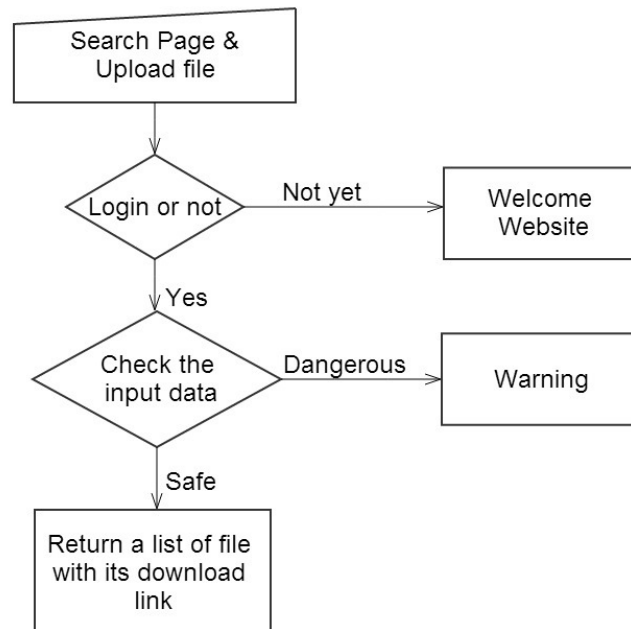 Search Page &
Upload file
Login or not
Not yet
Welcome
Website
Yes
Check the
input data
Dangerous
Warning
Safe
Return a list of file
with its download
link